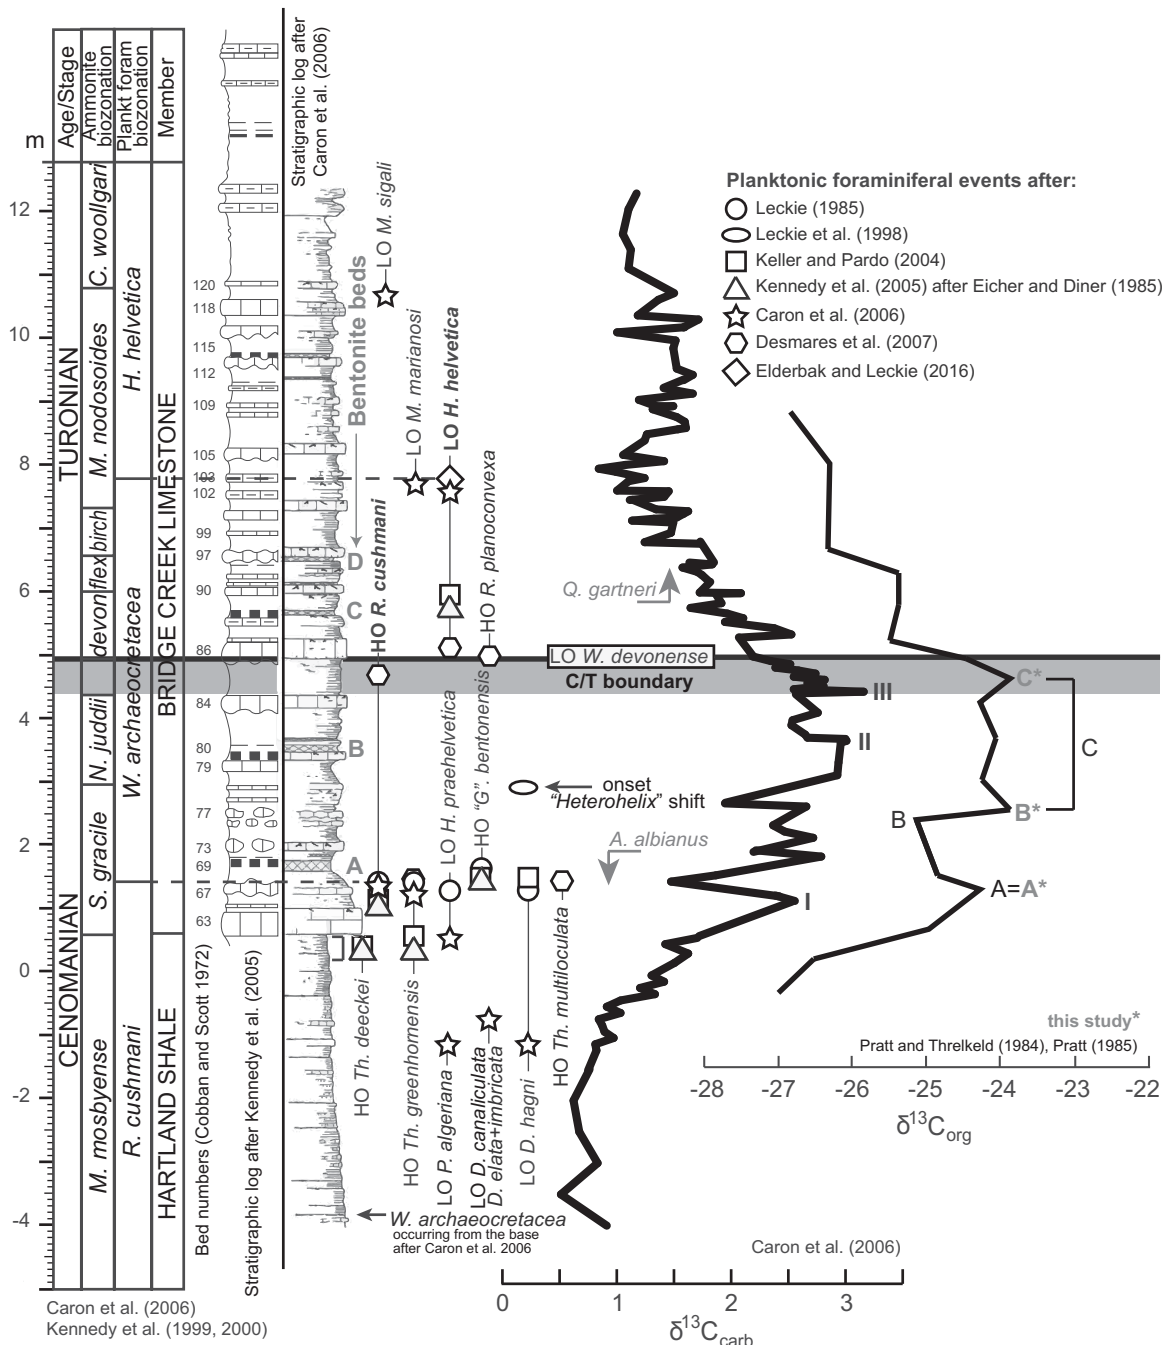 m
Age/Stage
Ammonite
biozonation
Plankt foram
biozonation
Member
Stratigraphic log after
Caron et al. (2006)
12
10
8
6
4
2
0
-2
-4
TURONIAN
CENOMANIAN
C. woollgari
M. nodosoides
birch
flex
devon
N. juddii
S. gracile
M. mosbyense
H. helvetica
W. archaeocretacea
R. cushmani
BRIDGE CREEK LIMESTONE
HARTLAND SHALE
120
118
115
112
109
105
103
102
99
97
90
86
84
80
79
77
73
69
67
63
Bed numbers (Cobban and Scott 1972)
Stratigraphic log after Kennedy et al. (2005)
Bentonite beds
D
C
B
A
LO M. sigali
LO M. marianosi
LO H. helvetica
HO R. planoconvexa
HO R. cushmani
LO H. praehelvetica
HO "G". bentonensis
HO Th. deeckei
HO Th. greenhornensis
LO P. algeriana
LO D. canaliculata
D. elata+imbricata
LO D. hagni
HO Th. multiloculata
W. archaeocretacea
occurring from the base
after Caron et al. 2006
Planktonic foraminiferal events after:
Leckie (1985)
Leckie et al. (1998)
Keller and Pardo (2004)
Kennedy et al. (2005) after Eicher and Diner (1985)
Caron et al. (2006)
Desmares et al. (2007)
Elderbak and Leckie (2016)
Q. gartneri
LO W. devonense
C/T boundary
III
II
I
onset
"Heterohelix" shift
A. albianus
C*
C
B
B*
A=A*
this study*
Pratt and Threlkeld (1984), Pratt (1985)
-28
-27
-26
-25
-24
-23
-22
δ13Corg
Caron et al. (2006)
0
1
2
3
δ13Ccarb
Caron et al. (2006)
Kennedy et al. (1999, 2000)